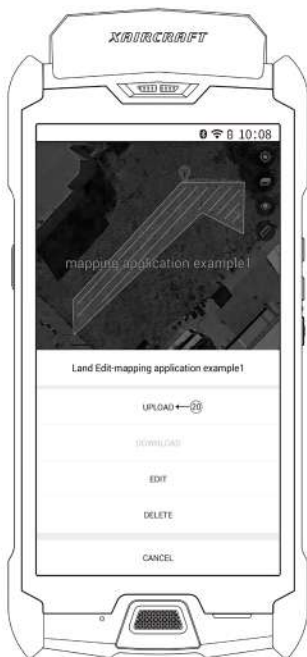 XAIRCRAFT
10:08
mapping application example1
Land Edit-mapping application example1
UPLOAD 20
DOWNLOAD
EDIT
DELETE
CANCEL